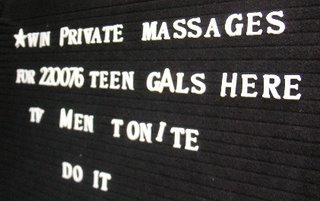 ★WN PRIVATE MASSAGES
FOR 220076 TEEN GALS HERE
TV MEN TONITE
DO IT